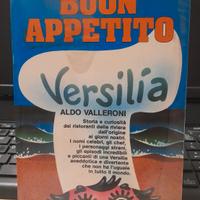 BUON
APPETITO
Versilia
ALDO VALLERONI
Storia e curiosità
dei ristoranti della riviera
dall'origine
ai giorni nostri.
I nomi celebri, gli chef,
i personaggi strani,
gli episodi incredibili
e piccanti di una Versilia
aneddotica e divertente
che non ha l'uguale
in tutto il mondo.